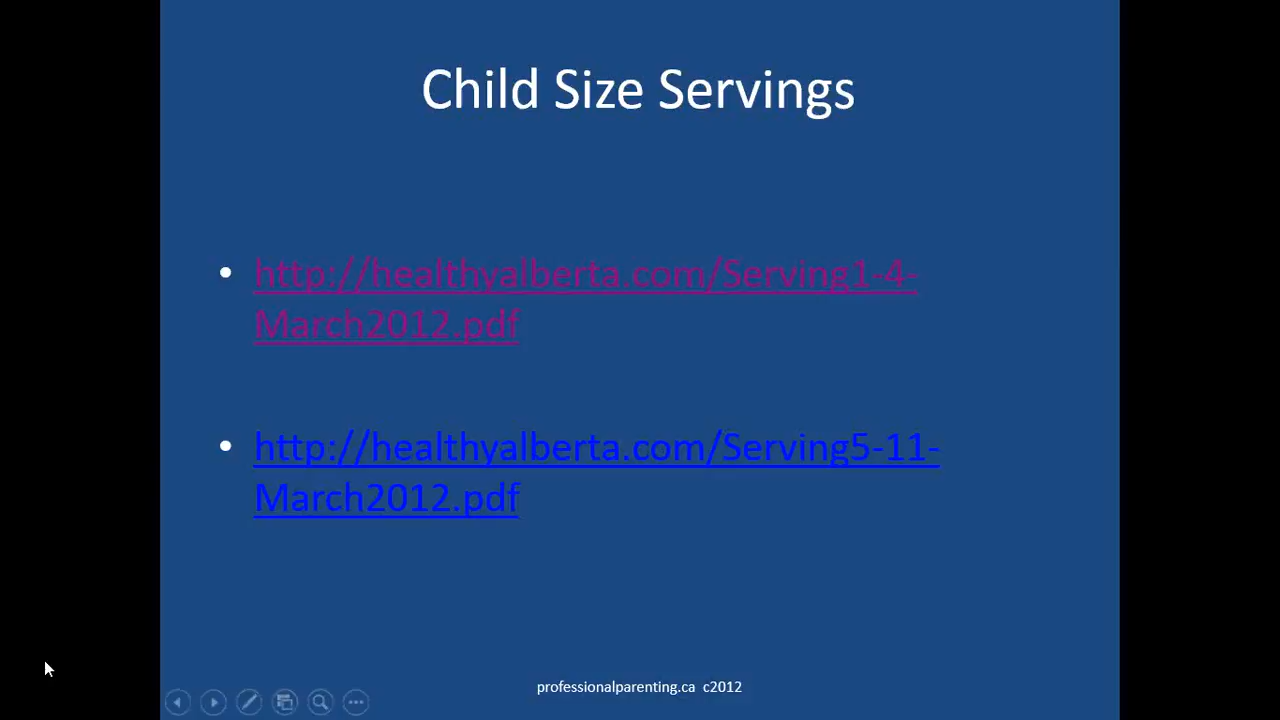 Child Size Servings
• http://healthyalberta.com/Serving1-4-
March2012.pdf
• http://healthyalberta.com/Serving5-11-
March2012.pdf
professionalparenting.ca c2012